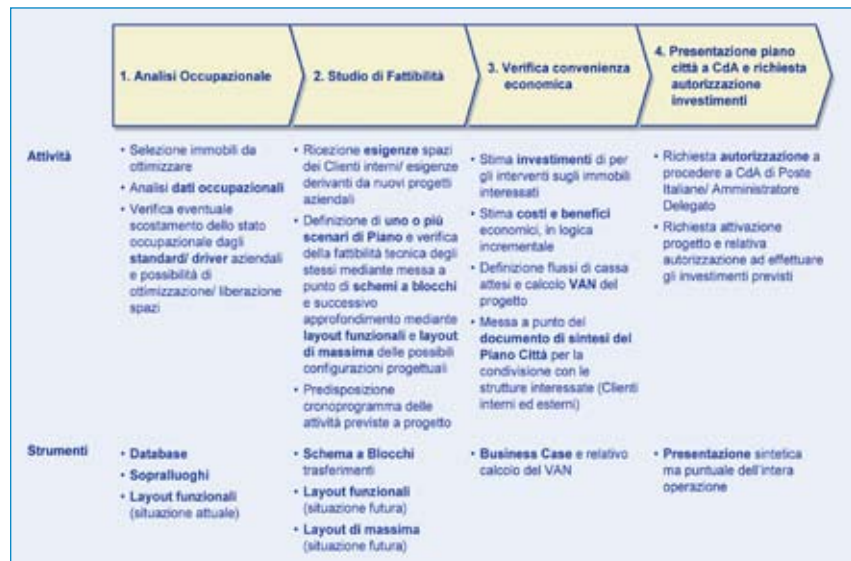 1. Analisi Occupazionale
2. Studio di Fattibilità
3. Verifica convenienza
economica
4. Presentazione piano
città a CdA e richiesta
autorizzazione
investimenti
Attività
• Selezione immobili da
ottimizzare
• Analisi dati occupazionali
• Verifica eventuale
scostamento dello stato
occupazionale dagli
standard/ driver aziendali
e possibilità di
ottimizzazione/ liberazione
spazi
• Ricezione esigenze spazi
dei Clienti interni/ esigenze
derivanti da nuovi progetti
aziendali
• Definizione di uno o più
scenari di Piano e verifica
della fattibilità tecnica degli
stessi mediante messa a
punto di schemi a blocchi
e successivo
approfondimento mediante
layout funzionali e layout
di massima delle possibili
configurazioni progettuali
• Predisposizione
cronoprogramma delle
attività previste a progetto
• Stima investimenti di per
gli interventi sugli immobili
interessati
• Stima costi e benefici
economici, in logica
incrementale
• Definizione flussi di cassa
attesi e calcolo VAN del
progetto
• Messa a punto del
documento di sintesi del
Piano Città per la
condivisione con le
strutture interessate (Clienti
interni ed esterni)
• Richiesta autorizzazione a
procedere a CdA di Poste
Italiane/ Amministratore
Delegato
• Richiesta attivazione
progetto e relativa
autorizzazione ad effettuare
gli investimenti previsti
Strumenti
• Database
• Sopralluoghi
• Layout funzionali
(situazione attuale)
• Schema a Blocchi
trasferimenti
• Layout funzionali
(situazione futura)
• Layout di massima
(situazione futura)
• Business Case e relativo
calcolo del VAN
• Presentazione sintetica
ma puntuale dell'intera
operazione